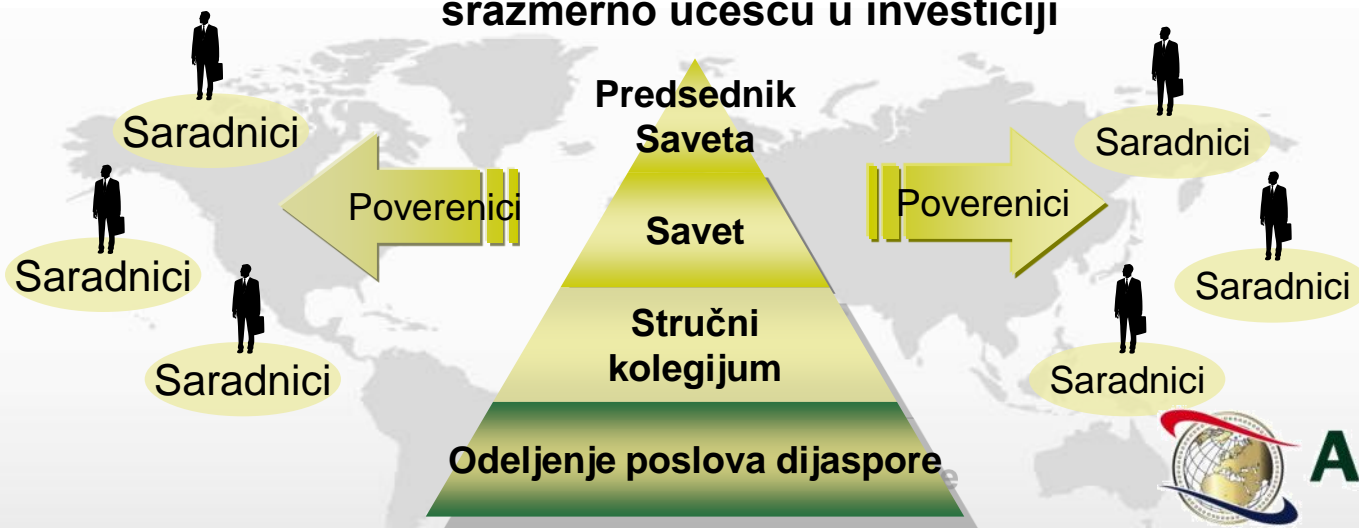 srazmerno učešću u investiciji
Predsednik
Saveta
Saradnici
Saradnici
Poverenici
Poverenici
Savet
Saradnici
Saradnici
Stručni
kolegijum
Saradnici
Saradnici
Odeljenje poslova dijaspore
A